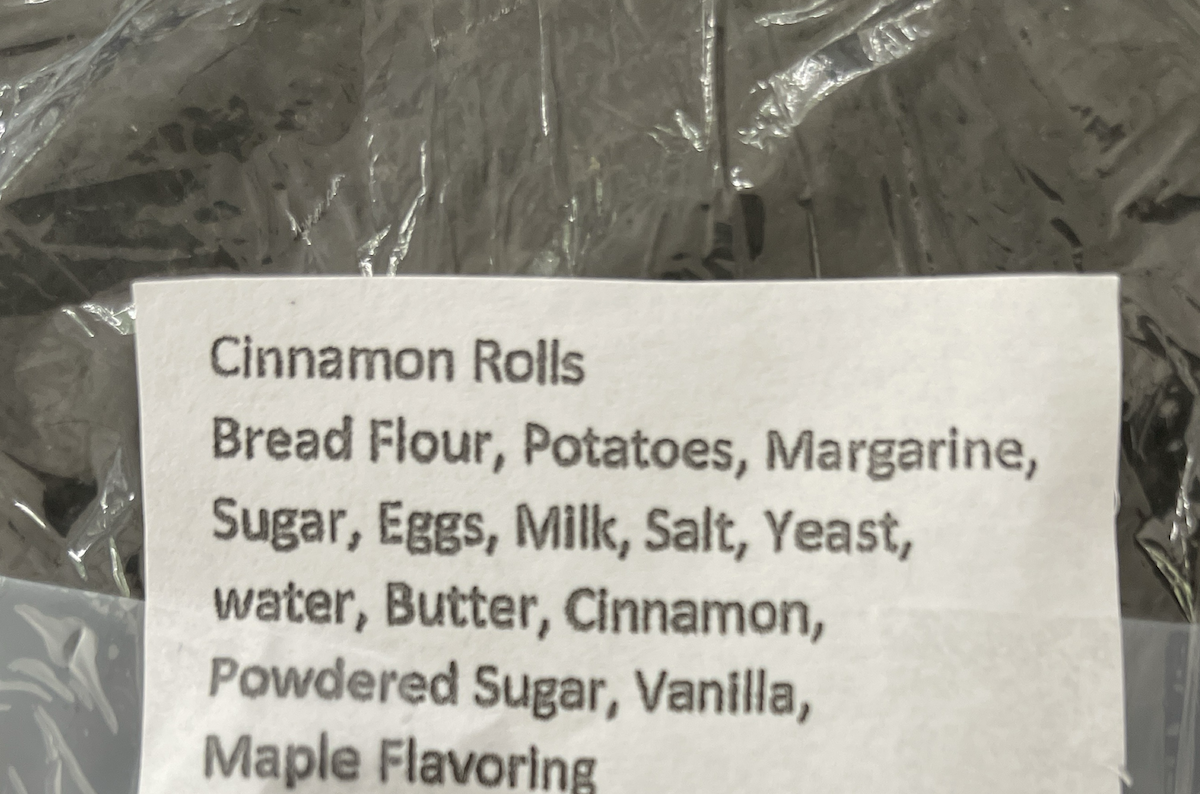 Cinnamon Rolls
Bread Flour, Potatoes, Margarine,
Sugar, Eggs, Milk, Salt, Yeast,
water, Butter, Cinnamon,
Powdered Sugar, Vanilla,
Maple Flavoring